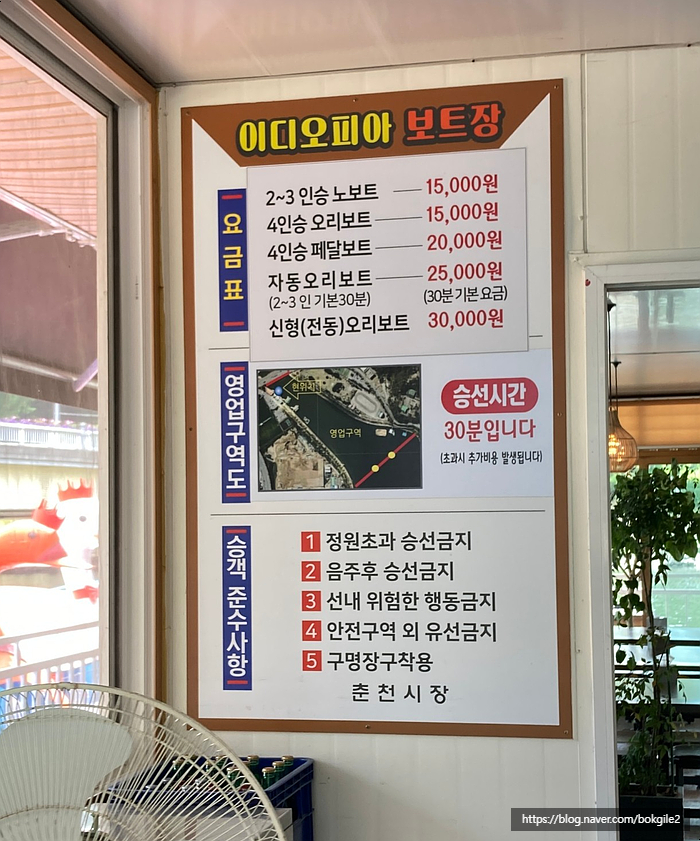 이디오피아 보트장
요금표
2~3 인승 노보트 15,000원
4인승 오리보트 15,000원
4인승 페달보트 20,000원
자동오리보트 25,000원
(2~3 인 기본30분) (30분 기본 요금)
신형(전동)오리보트 30,000원
영업구역도
현위치
영업구역
승선시간
30분입니다
(초과시 추가비용 발생됩니다)
승객 준수사항
1 정원초과 승선금지
2 음주후 승선금지
3 선내 위험한 행동금지
4 안전구역 외 유선금지
5 구명장구착용
춘천시장
https://blog.naver.com/bokgile2